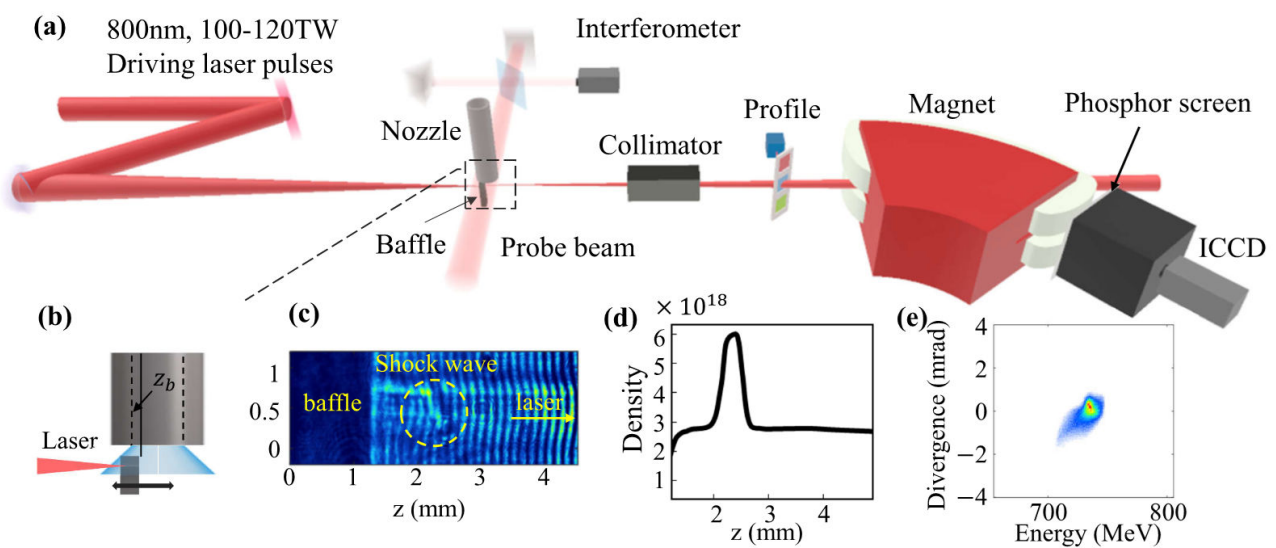 (a)
800nm, 100-120TW
Driving laser pulses
Interferometer
Nozzle
Collimator
Profile
Magnet
Phosphor screen
Baffle
Probe beam
ICCD
(b)
z_b
Laser
(c)
Shock wave
baffle
laser
1
0.5
0
0 1 2 3 4
z (mm)
(d)
× 10^18
Density
6
5
4
3
2
1
2 3 4
z (mm)
(e)
Divergence (mrad)
4
2
0
−2
−4
700 800
Energy (MeV)